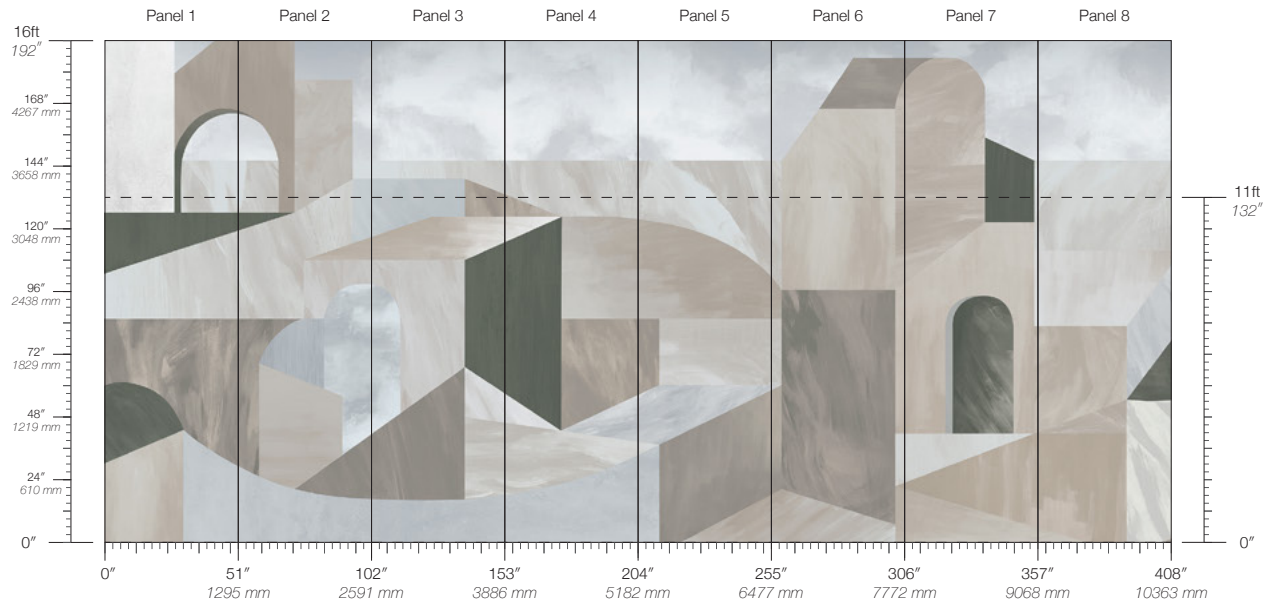 Panel 1 Panel 2 Panel 3 Panel 4 Panel 5 Panel 6 Panel 7 Panel 8
16ft
192″
168″
4267 mm
144″
3658 mm
11ft
132″
120″
3048 mm
96″
2438 mm
72″
1829 mm
48″
1219 mm
24″
610 mm
0″ 0″
0″ 51″ 102″ 153″ 204″ 255″ 306″ 357″ 408″
1295 mm 2591 mm 3886 mm 5182 mm 6477 mm 7772 mm 9068 mm 10363 mm